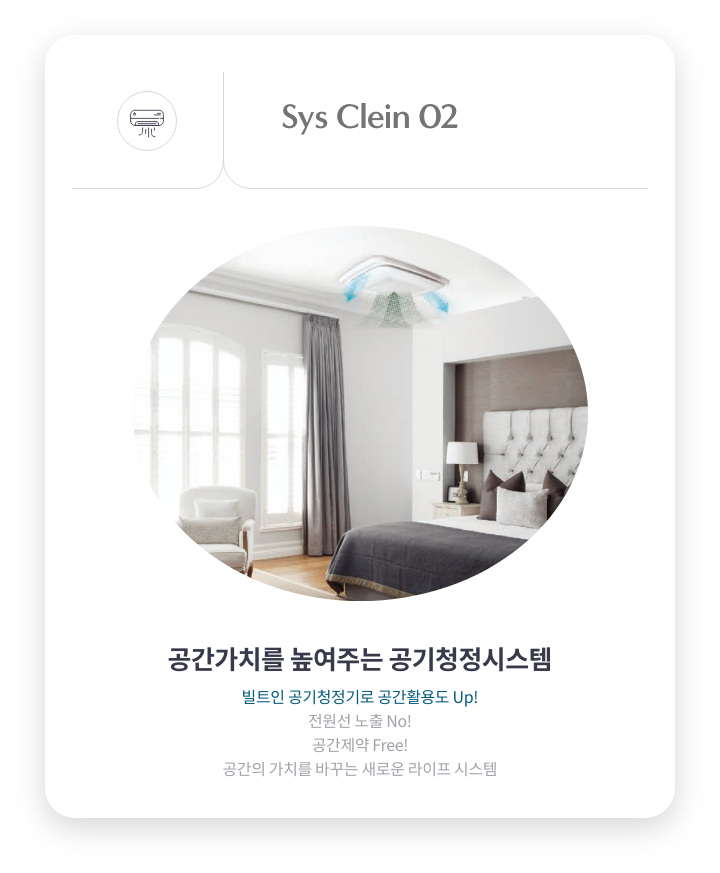 Sys Clein 02
공간가치를 높여주는 공기청정시스템
빌트인 공기청정기로 공간활용도 Up!
전원선 노출 No!
공간제약 Free!
공간의 가치를 바꾸는 새로운 라이프 시스템